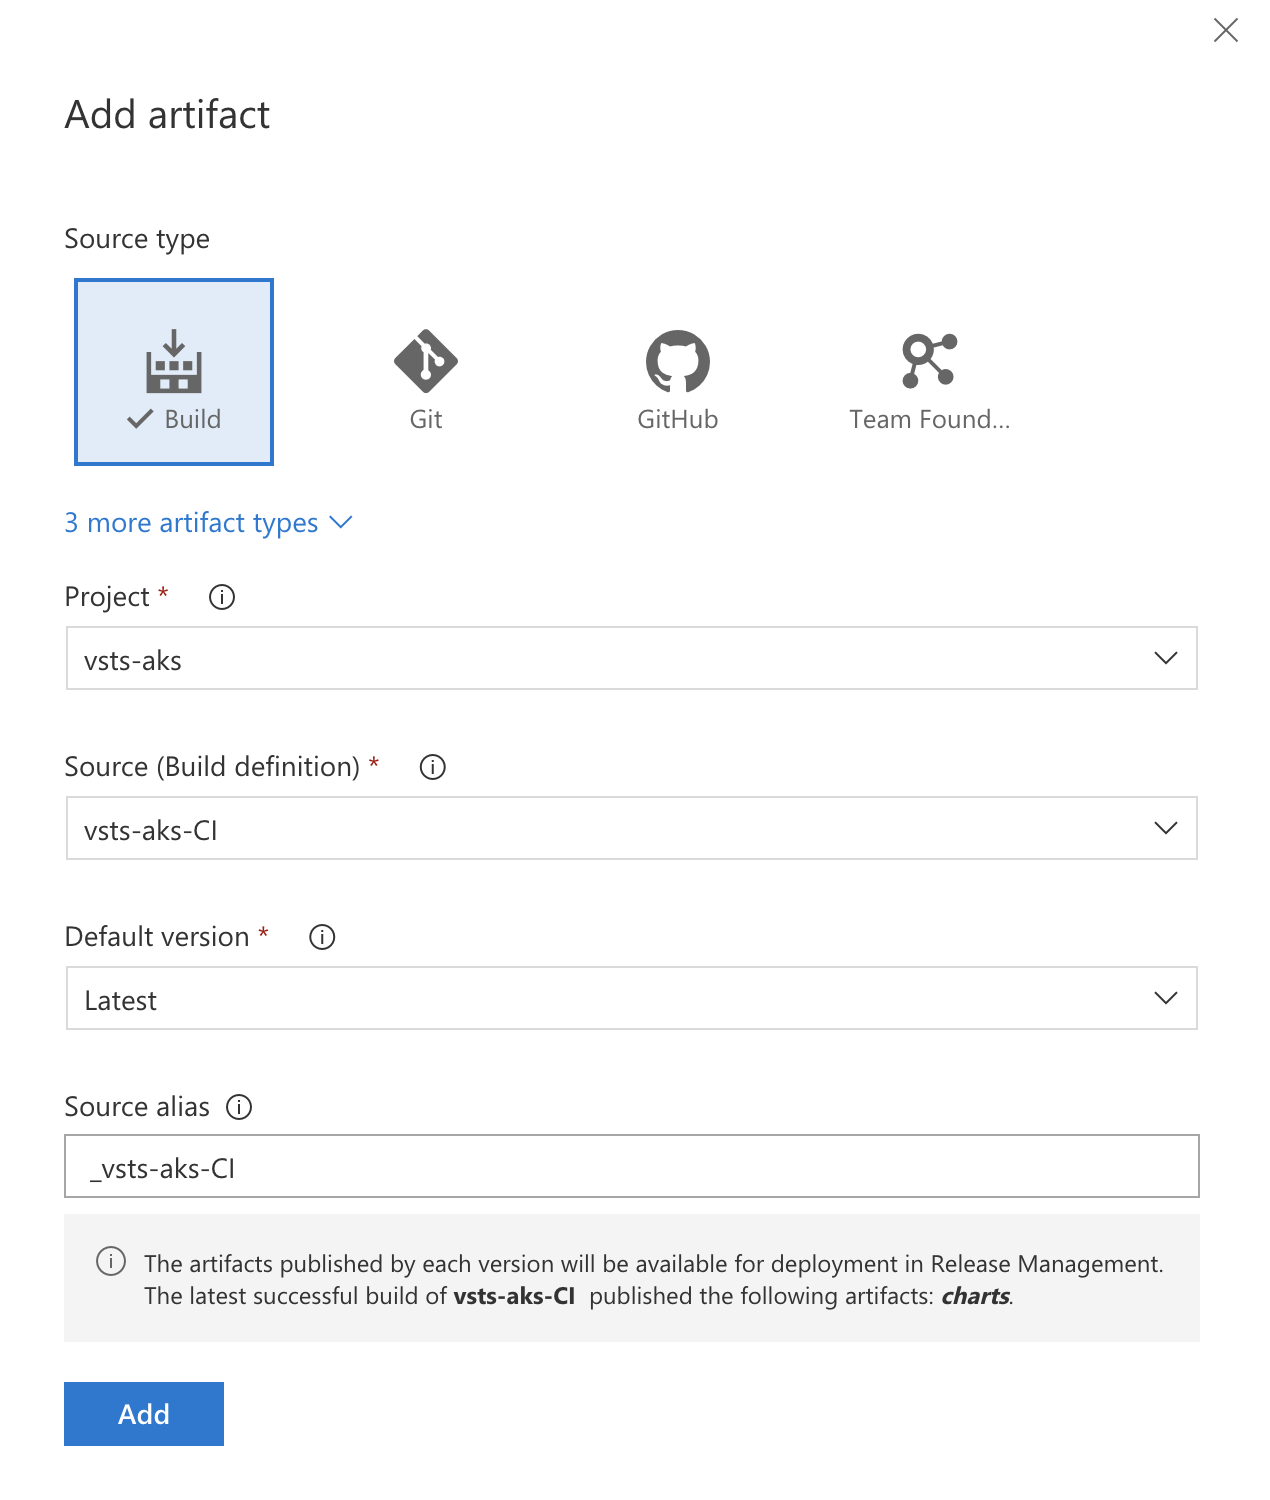 Add artifact
Source type
Build
Git
GitHub
Team Found...
3 more artifact types
Project *
vsts-aks
Source (Build definition) *
vsts-aks-CI
Default version *
Latest
Source alias
_vsts-aks-CI
The artifacts published by each version will be available for deployment in Release Management.
The latest successful build of vsts-aks-CI published the following artifacts: charts.
Add